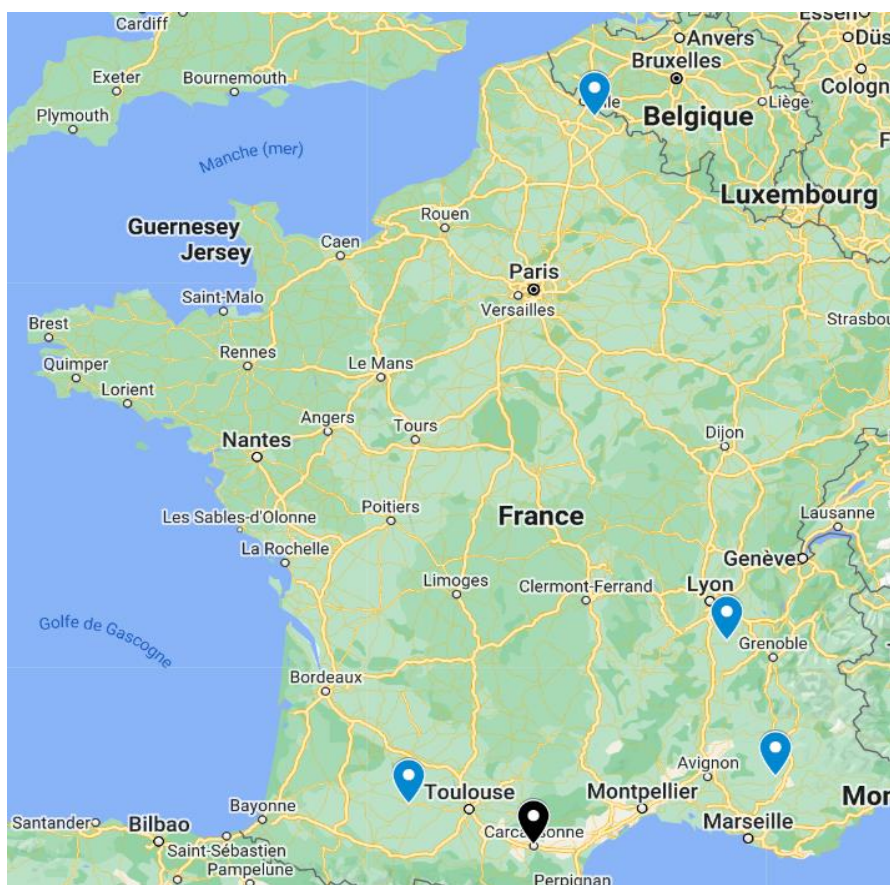 Cardiff
Essen
Anvers
Düs
Exeter
Bournemouth
Bruxelles
Cologn
Plymouth
Liège
Belgique
Manche (mer)
Luxembourg
Guernesey
Jersey
Rouen
Caen
Paris
Versailles
Saint-Malo
Strasbou
Brest
Rennes
Quimper
Le Mans
Lorient
Angers
Tours
Nantes
Dijon
Poitiers
Les Sables-d'Olonne
France
Lausanne
La Rochelle
Genève
Limoges
Clermont-Ferrand
Lyon
Golfe de Gascogne
Grenoble
Bordeaux
Avignon
Toulouse
Montpellier
Mon
Bayonne
Santander
Bilbao
Marseille
Saint-Sébastien
Pampelune
Perpignan